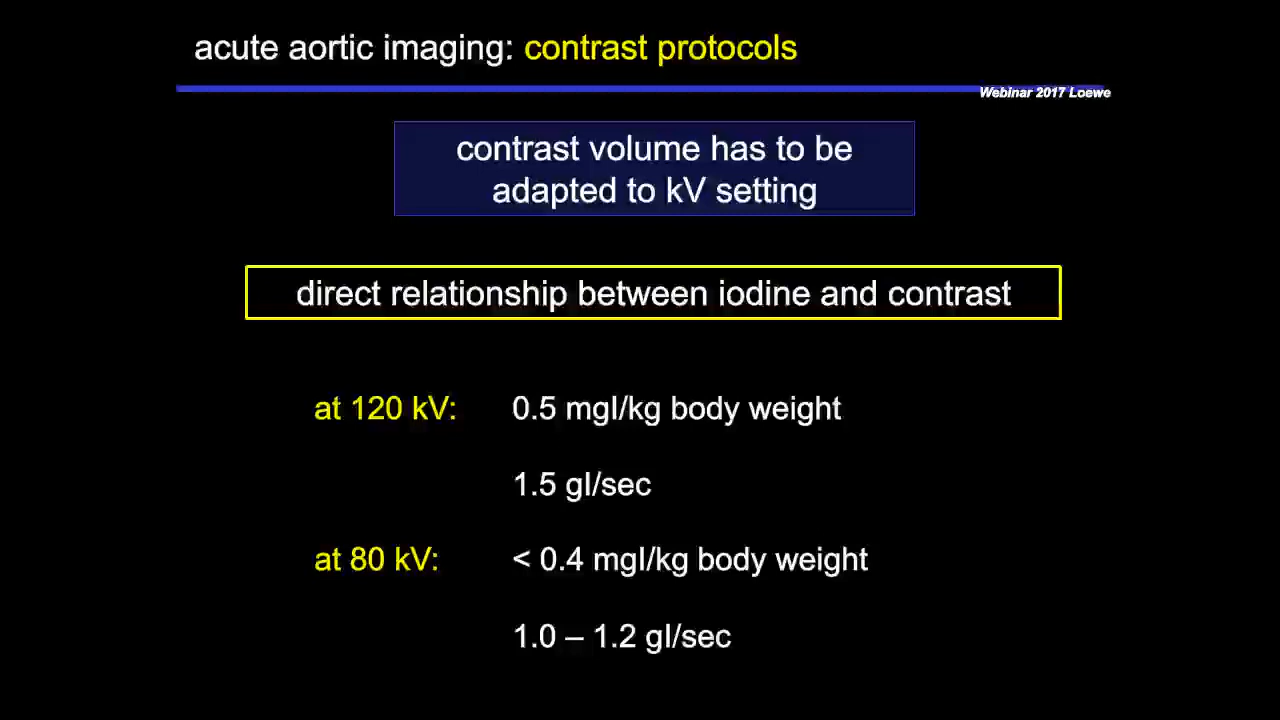 acute aortic imaging: contrast protocols
Webinar 2017 Loewe
contrast volume has to be
adapted to kV setting
direct relationship between iodine and contrast
at 120 kV: 0.5 mgI/kg body weight
1.5 gI/sec
at 80 kV: < 0.4 mgI/kg body weight
1.0 – 1.2 gI/sec